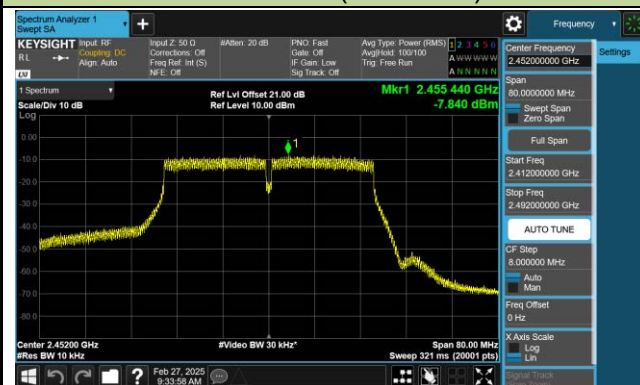 Spectrum Analyzer 1
Swept SA
+
Frequency
KEYSIGHT
RL
LXI
Input: RF
Coupling: DC
Align: Auto
Input Z: 50 Ω
Corrections: Off
Freq Ref: Int (S)
NFE: Off
#Atten: 20 dB
PNO: Fast
Gate: Off
IF Gain: Low
Sig Track: Off
Avg Type: Power (RMS)
Avg|Hold: 100/100
Trig: Free Run
1 2 3 4 5 6
A W W W W W
A N N N N N
Center Frequency
2.452000000 GHz
Settings
Span
80.0000000 MHz
Swept Span
Zero Span
Full Span
Start Freq
2.412000000 GHz
Stop Freq
2.492000000 GHz
AUTO TUNE
CF Step
8.000000 MHz
Auto
Man
Freq Offset
0 Hz
X Axis Scale
Log
Lin
Signal Track
1 Spectrum
Scale/Div 10 dB
Log
Ref Lvl Offset 21.00 dB
Ref Level 10.00 dBm
Mkr1 2.455 440 GHz
-7.840 dBm
1
0.00
-10.0
-20.0
-30.0
-40.0
-50.0
-60.0
-70.0
-80.0
Center 2.45200 GHz
#Res BW 10 kHz
#Video BW 30 kHz*
Span 80.00 MHz
Sweep 321 ms (20001 pts)
?
Feb 27, 2025
9:33:58 AM